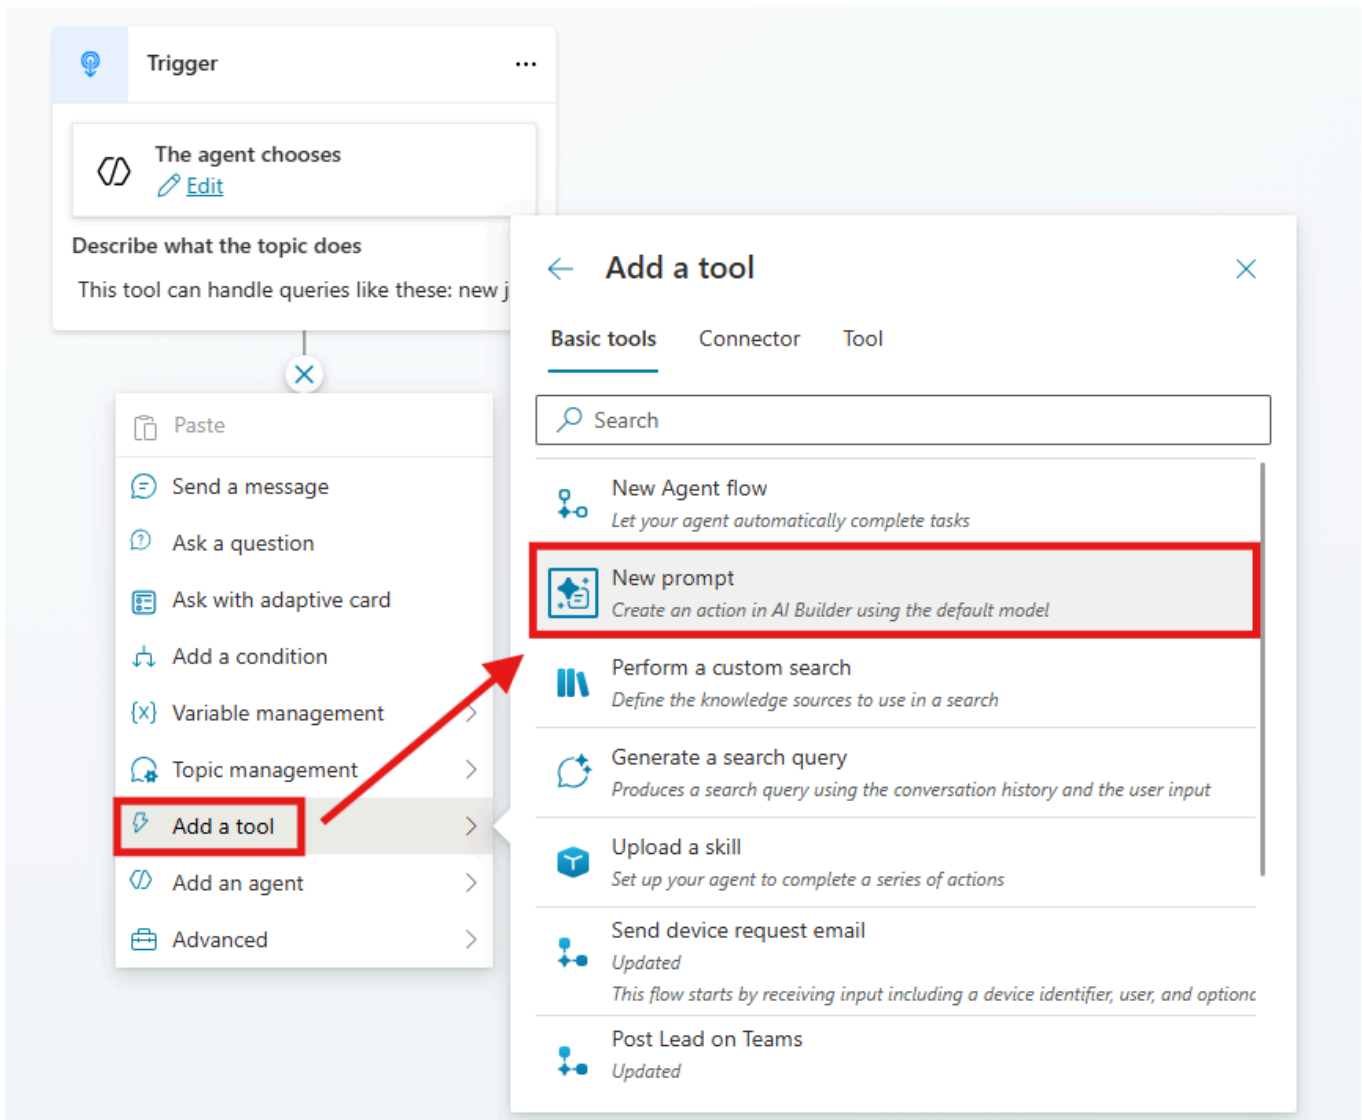 Trigger
The agent chooses
Edit
Describe what the topic does
This tool can handle queries like these: new j
Paste
Send a message
Ask a question
Ask with adaptive card
Add a condition
Variable management
Topic management
Add a tool
Add an agent
Advanced
Add a tool
Basic tools Connector Tool
Search
New Agent flow
Let your agent automatically complete tasks
New prompt
Create an action in AI Builder using the default model
Perform a custom search
Define the knowledge sources to use in a search
Generate a search query
Produces a search query using the conversation history and the user input
Upload a skill
Set up your agent to complete a series of actions
Send device request email
Updated
This flow starts by receiving input including a device identifier, user, and optiona
Post Lead on Teams
Updated